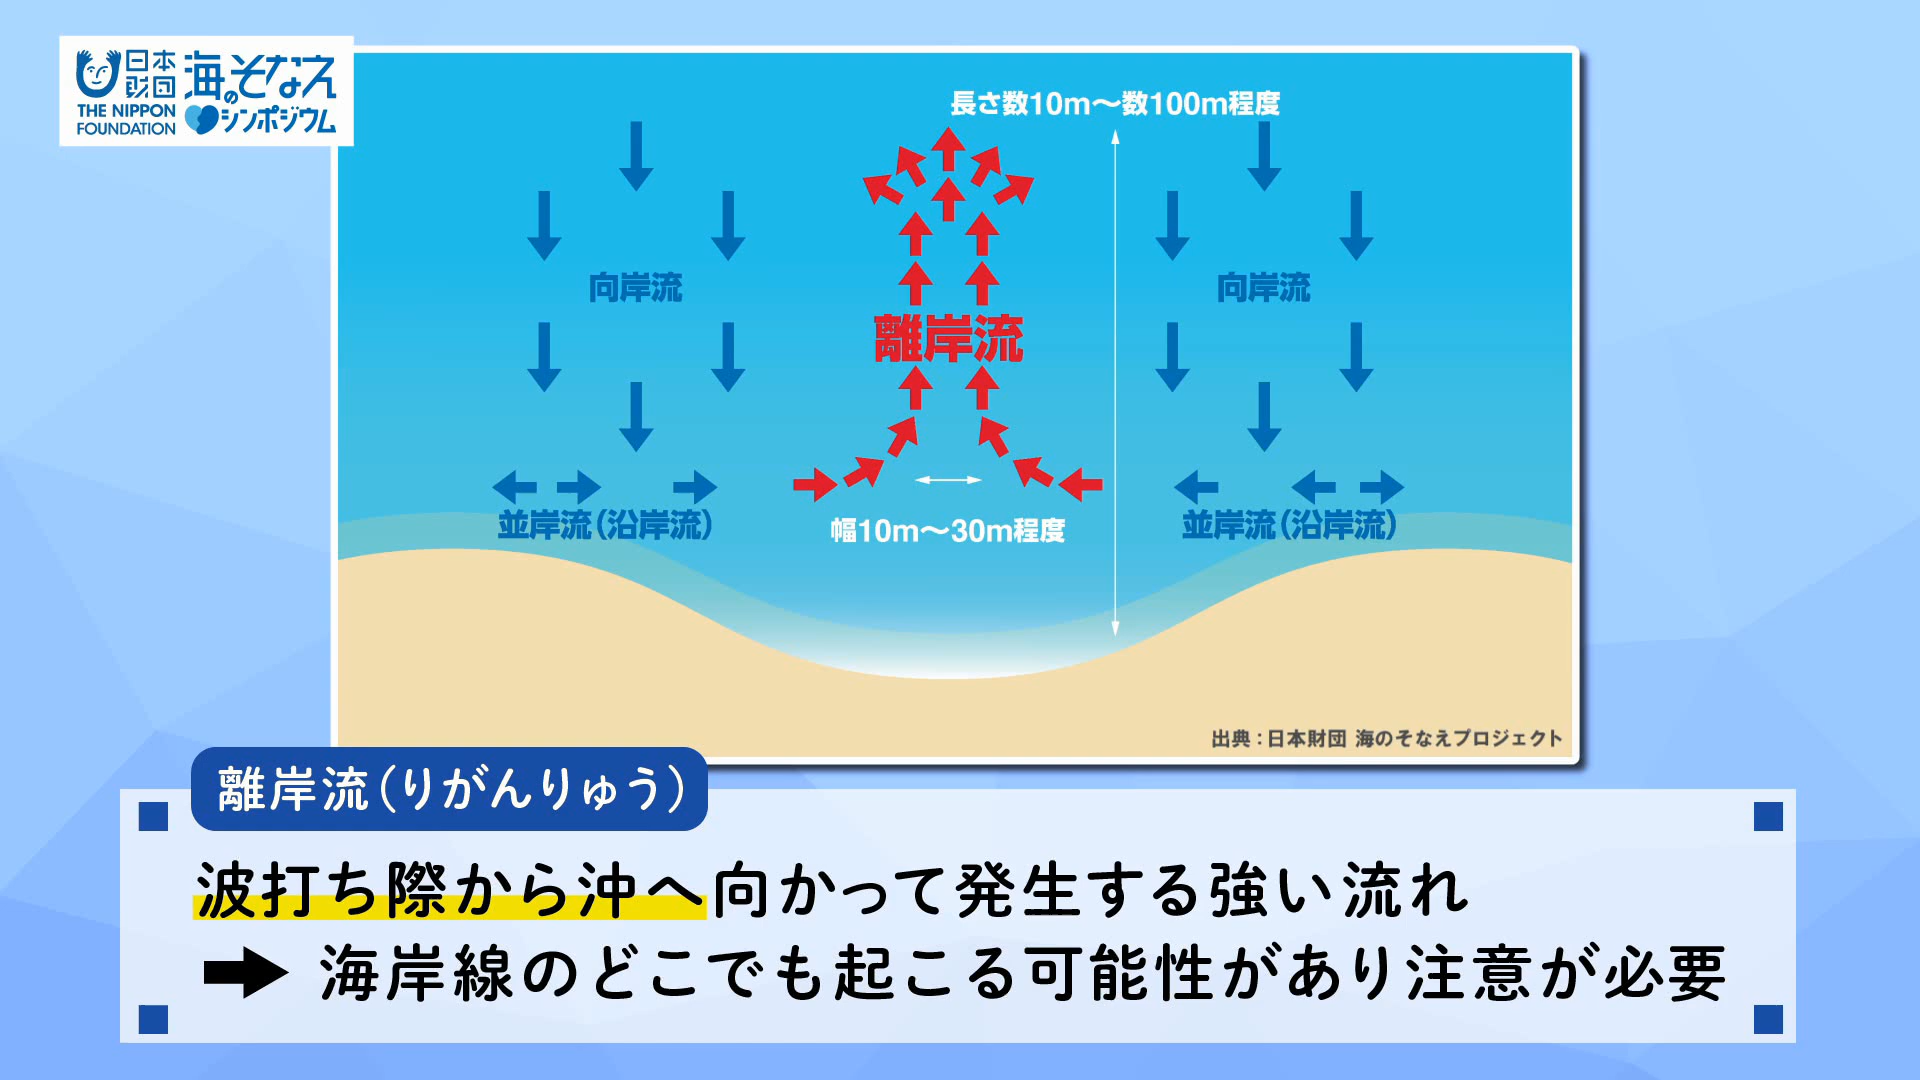 日本財団
THE NIPPON FOUNDATION
海のそなえ
シンポジウム
長さ数10m～数100m程度
向岸流
離岸流
向岸流
並岸流(沿岸流)
幅10m～30m程度
並岸流(沿岸流)
出典:日本財団 海のそなえプロジェクト
離岸流(りがんりゅう)
波打ち際から沖へ向かって発生する強い流れ
➡ 海岸線のどこでも起こる可能性があり注意が必要